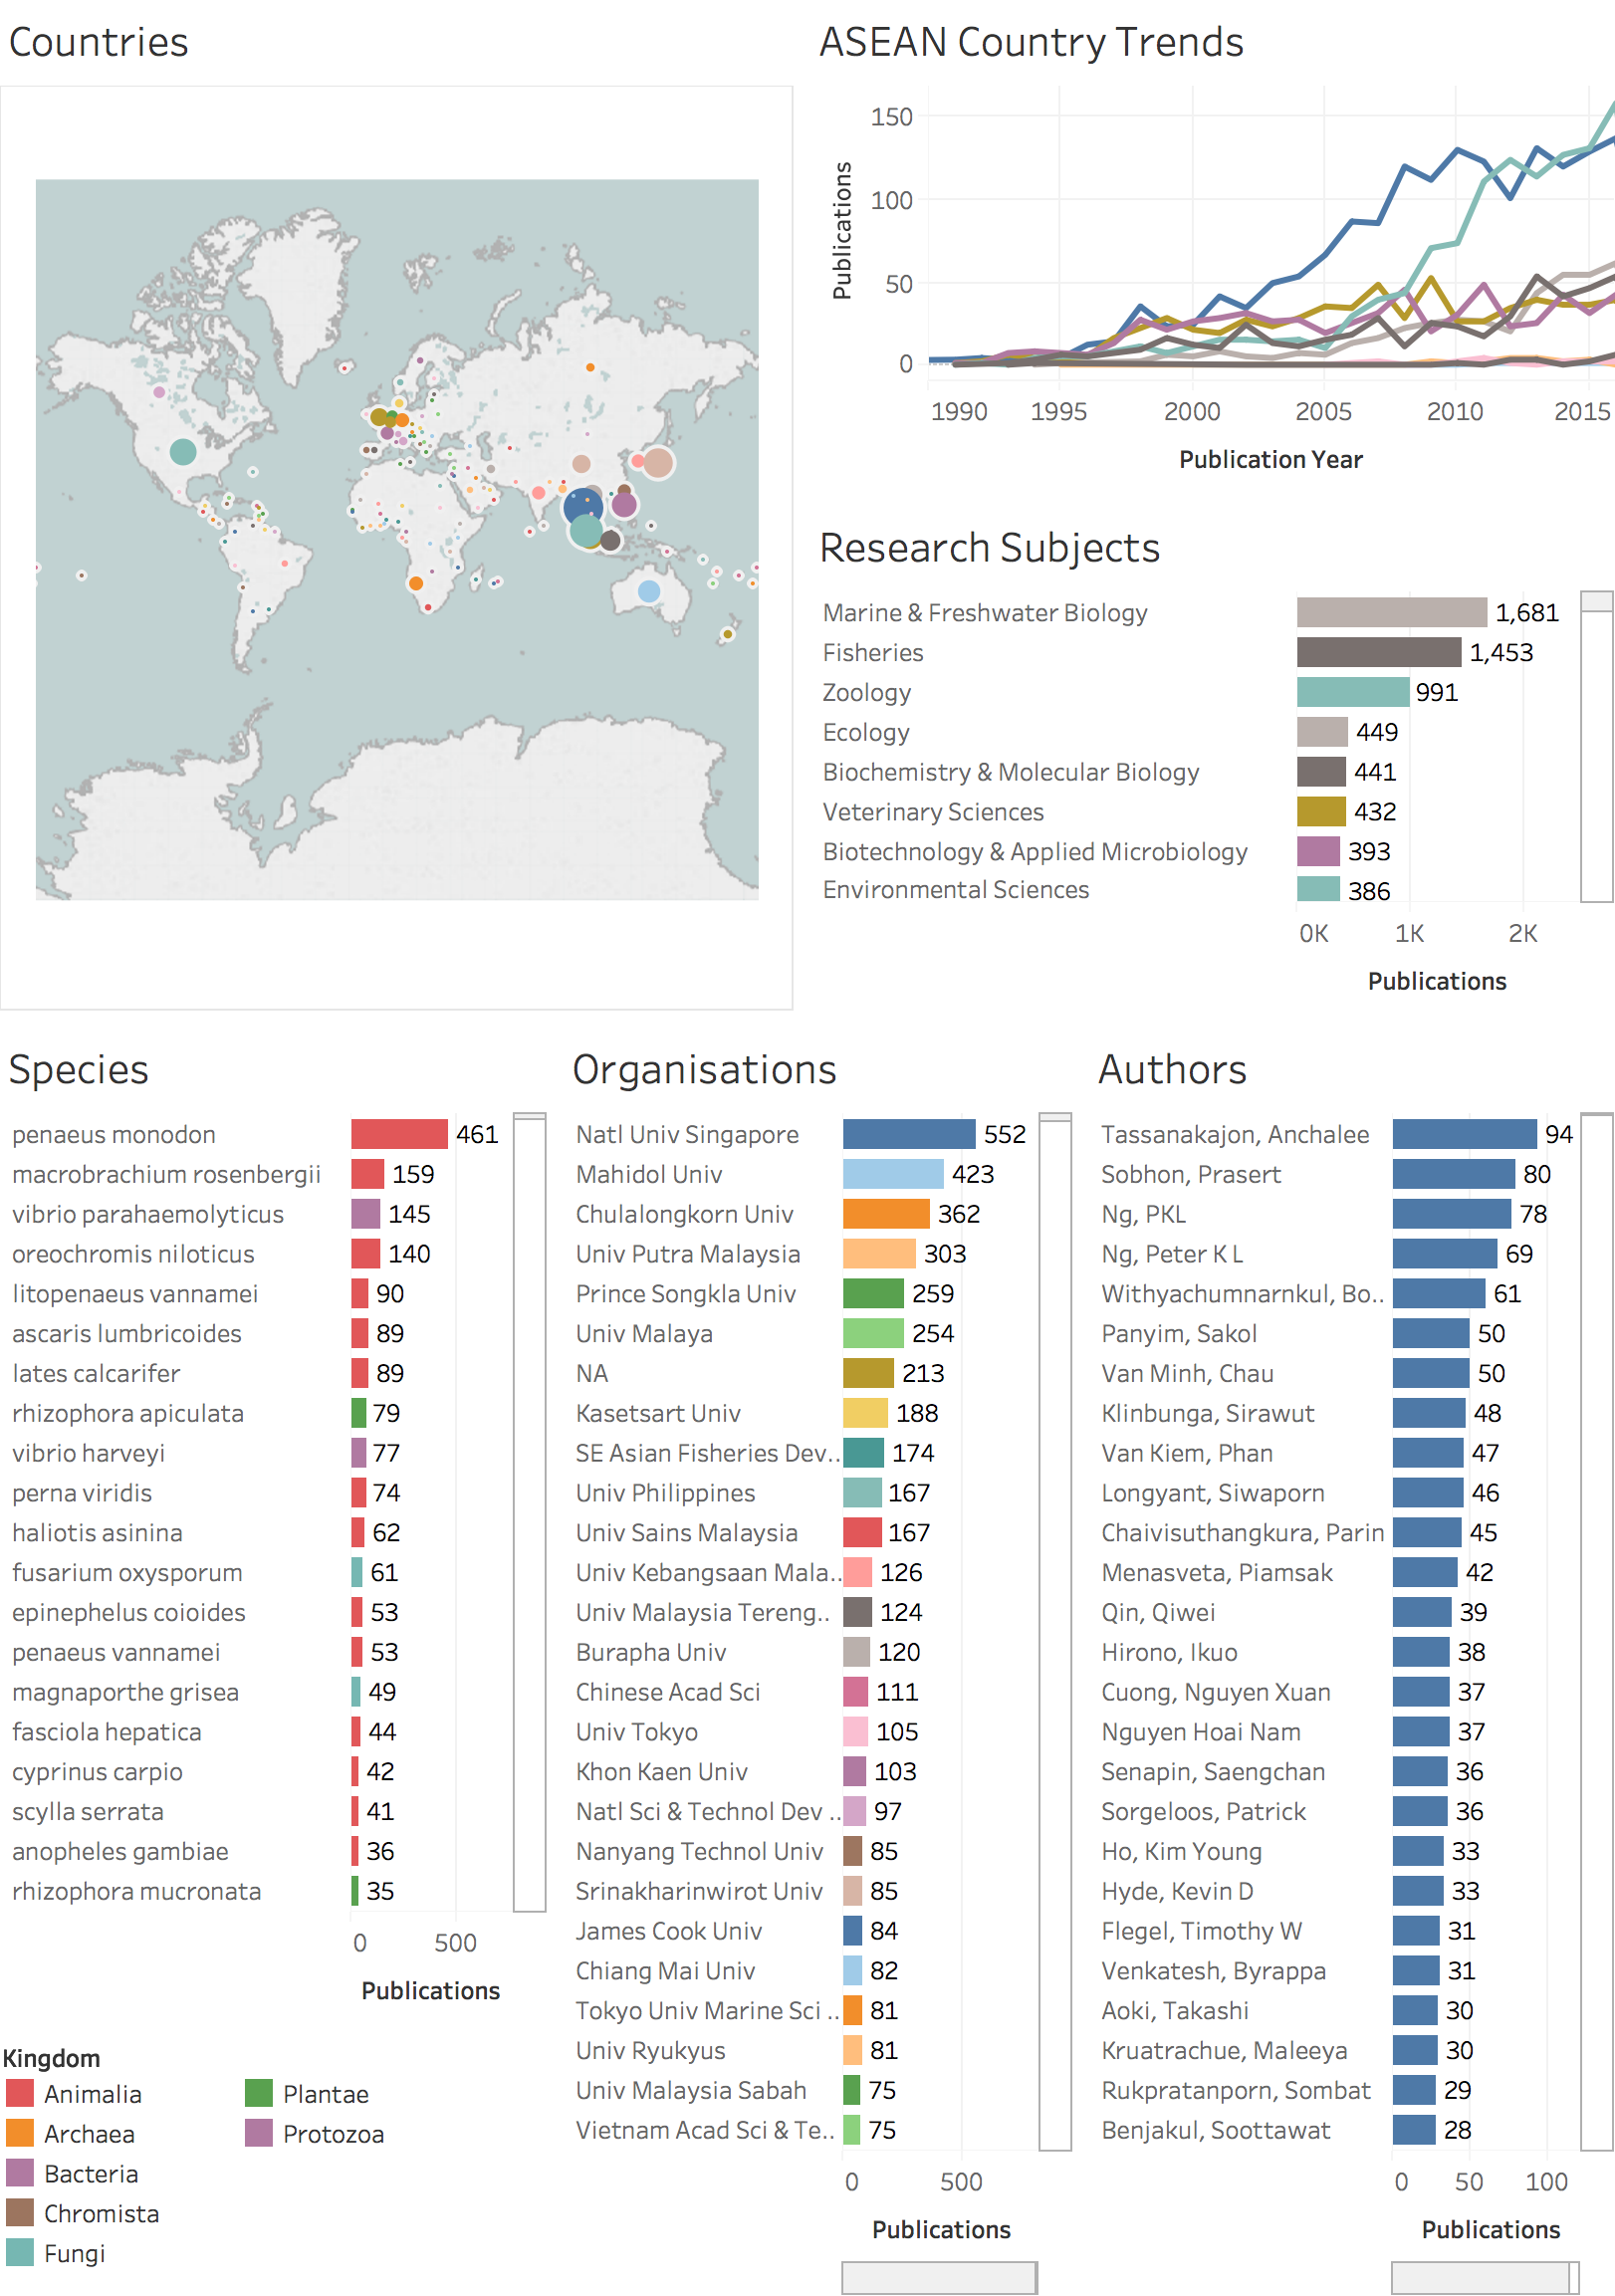 Countries
ASEAN Country Trends
Publications
150
100
50
0
1990 1995 2000 2005 2010 2015
Publication Year
Research Subjects
Marine & Freshwater Biology 1,681
Fisheries 1,453
Zoology 991
Ecology 449
Biochemistry & Molecular Biology 441
Veterinary Sciences 432
Biotechnology & Applied Microbiology 393
Environmental Sciences 386
0K 1K 2K
Publications
Species
penaeus monodon 461
macrobrachium rosenbergii 159
vibrio parahaemolyticus 145
oreochromis niloticus 140
litopenaeus vannamei 90
ascaris lumbricoides 89
lates calcarifer 89
rhizophora apiculata 79
vibrio harveyi 77
perna viridis 74
haliotis asinina 62
fusarium oxysporum 61
epinephelus coioides 53
penaeus vannamei 53
magnaporthe grisea 49
fasciola hepatica 44
cyprinus carpio 42
scylla serrata 41
anopheles gambiae 36
rhizophora mucronata 35
0 500
Publications
Kingdom
Animalia
Archaea
Bacteria
Chromista
Fungi
Plantae
Protozoa
Organisations
Natl Univ Singapore 552
Mahidol Univ 423
Chulalongkorn Univ 362
Univ Putra Malaysia 303
Prince Songkla Univ 259
Univ Malaya 254
NA 213
Kasetsart Univ 188
SE Asian Fisheries Dev.. 174
Univ Philippines 167
Univ Sains Malaysia 167
Univ Kebangsaan Mala.. 126
Univ Malaysia Tereng.. 124
Burapha Univ 120
Chinese Acad Sci 111
Univ Tokyo 105
Khon Kaen Univ 103
Natl Sci & Technol Dev .. 97
Nanyang Technol Univ 85
Srinakharinwirot Univ 85
James Cook Univ 84
Chiang Mai Univ 82
Tokyo Univ Marine Sci .. 81
Univ Ryukyus 81
Univ Malaysia Sabah 75
Vietnam Acad Sci & Te.. 75
0 500
Publications
Authors
Tassanakajon, Anchalee 94
Sobhon, Prasert 80
Ng, PKL 78
Ng, Peter K L 69
Withyachumnarnkul, Bo.. 61
Panyim, Sakol 50
Van Minh, Chau 50
Klinbunga, Sirawut 48
Van Kiem, Phan 47
Longyant, Siwaporn 46
Chaivisuthangkura, Parin 45
Menasveta, Piamsak 42
Qin, Qiwei 39
Hirono, Ikuo 38
Cuong, Nguyen Xuan 37
Nguyen Hoai Nam 37
Senapin, Saengchan 36
Sorgeloos, Patrick 36
Ho, Kim Young 33
Hyde, Kevin D 33
Flegel, Timothy W 31
Venkatesh, Byrappa 31
Aoki, Takashi 30
Kruatrachue, Maleeya 30
Rukpratanporn, Sombat 29
Benjakul, Soottawat 28
0 50 100
Publications